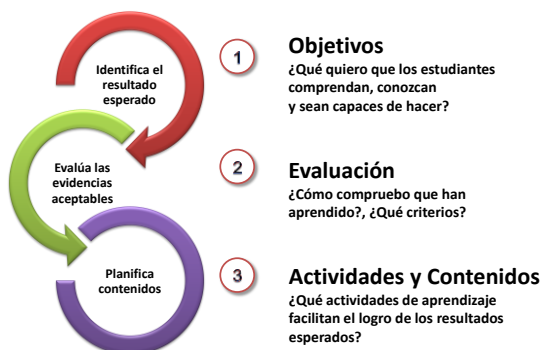 Identifica el
resultado
esperado
1
Objetivos
¿Qué quiero que los estudiantes
comprendan, conozcan
y sean capaces de hacer?
Evalúa las
evidencias
aceptables
2
Evaluación
¿Cómo compruebo que han
aprendido?, ¿Qué criterios?
Planifica
contenidos
3
Actividades y Contenidos
¿Qué actividades de aprendizaje
facilitan el logro de los resultados
esperados?